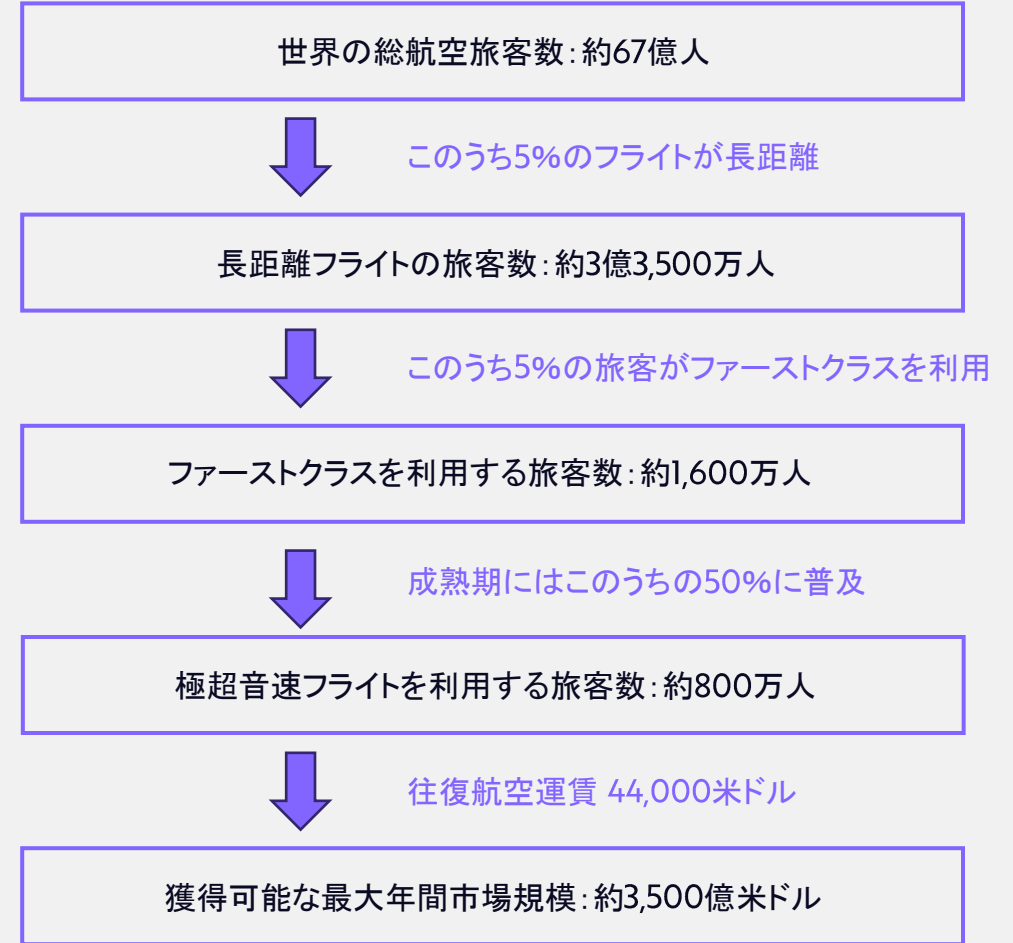 世界の総航空旅客数：約67億人
このうち5%のフライトが長距離
長距離フライトの旅客数：約3億3,500万人
このうち5%の旅客がファーストクラスを利用
ファーストクラスを利用する旅客数：約1,600万人
成熟期にはこのうちの50%に普及
極超音速フライトを利用する旅客数：約800万人
往復航空運賃 44,000米ドル
獲得可能な最大年間市場規模：約3,500億米ドル